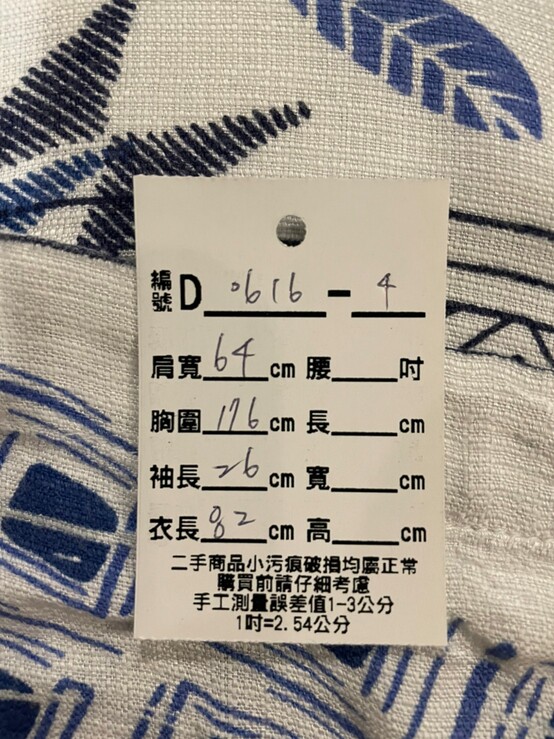 編號 D 0616 - 4
肩寬 64 cm 腰 吋
胸圍 176 cm 長 cm
袖長 26 cm 寬 cm
衣長 82 cm 高 cm
二手商品小污痕破損均屬正常
購買前請仔細考慮
手工測量誤差值1-3公分
1吋=2.54公分